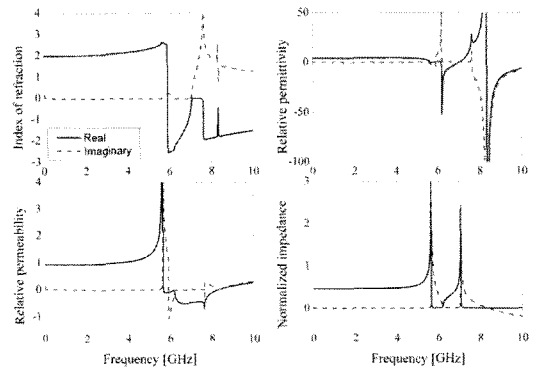 4
3
2
1
0
-1
-2
-3
Index of refraction
Real
Imaginary
0 2 4 6 8 10
50
0
-50
-100
Relative permittivity
0 2 4 6 8 10
4
3
2
1
0
-1
Relative permeability
0 2 4 6 8 10
Frequency [GHz]
3
2
1
0
Normalized impedance
0 2 4 6 8 10
Frequency [GHz]